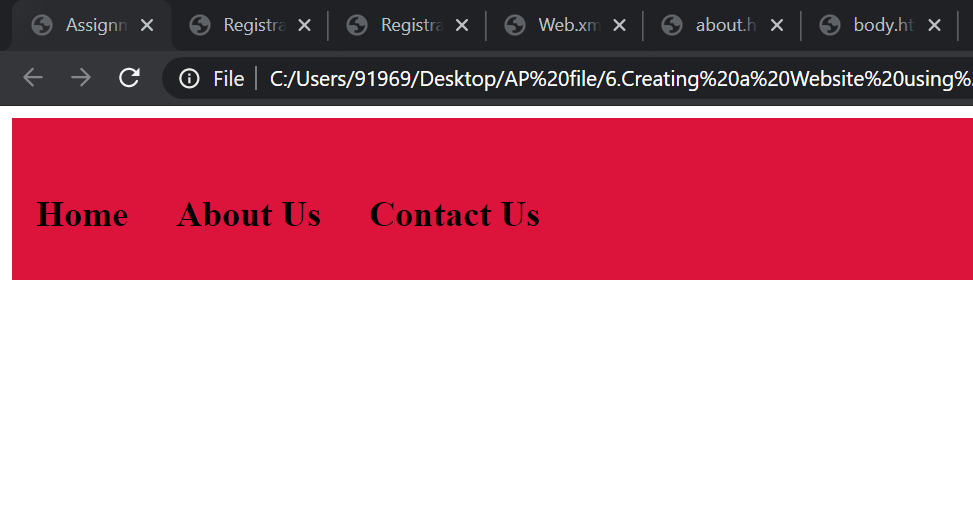 Assignm Registra Registra Web.xm about.h body.ht
File C:/Users/91969/Desktop/AP%20file/6.Creating%20a%20Website%20using%
Home About Us Contact Us